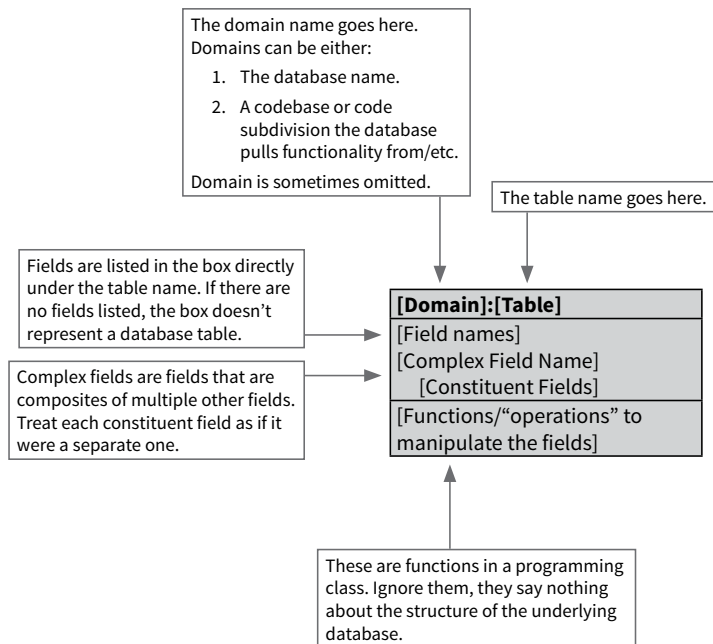 The domain name goes here.
Domains can be either:
1. The database name.
2. A codebase or code
subdivision the database
pulls functionality from/etc.
Domain is sometimes omitted.
The table name goes here.
Fields are listed in the box directly
under the table name. If there are
no fields listed, the box doesn’t
represent a database table.
[Domain]:[Table]
[Field names]
[Complex Field Name]
[Constituent Fields]
[Functions/“operations” to
manipulate the fields]
Complex fields are fields that are
composites of multiple other fields.
Treat each constituent field as if it
were a separate one.
These are functions in a programming
class. Ignore them, they say nothing
about the structure of the underlying
database.